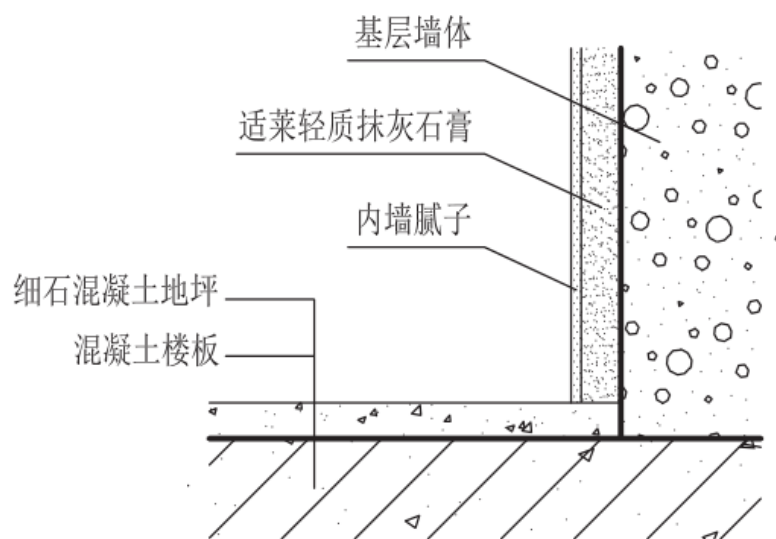 基层墙体
适莱轻质抹灰石膏
内墙腻子
细石混凝土地坪
混凝土楼板